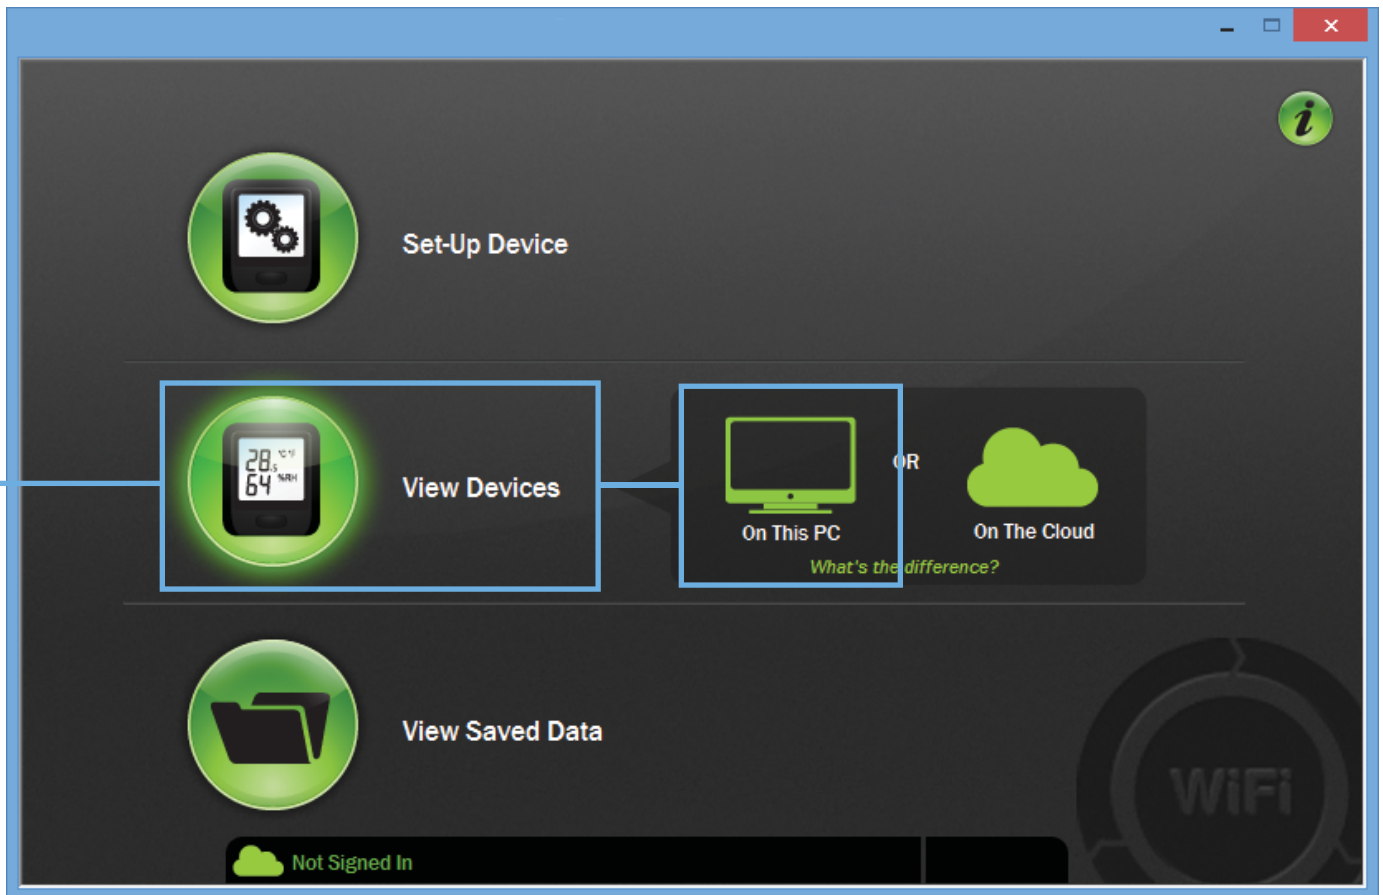 i
Set-Up Device
28.5 °C °F
64 %RH
View Devices
On This PC
OR
On The Cloud
What's the difference?
View Saved Data
WiFi
Not Signed In